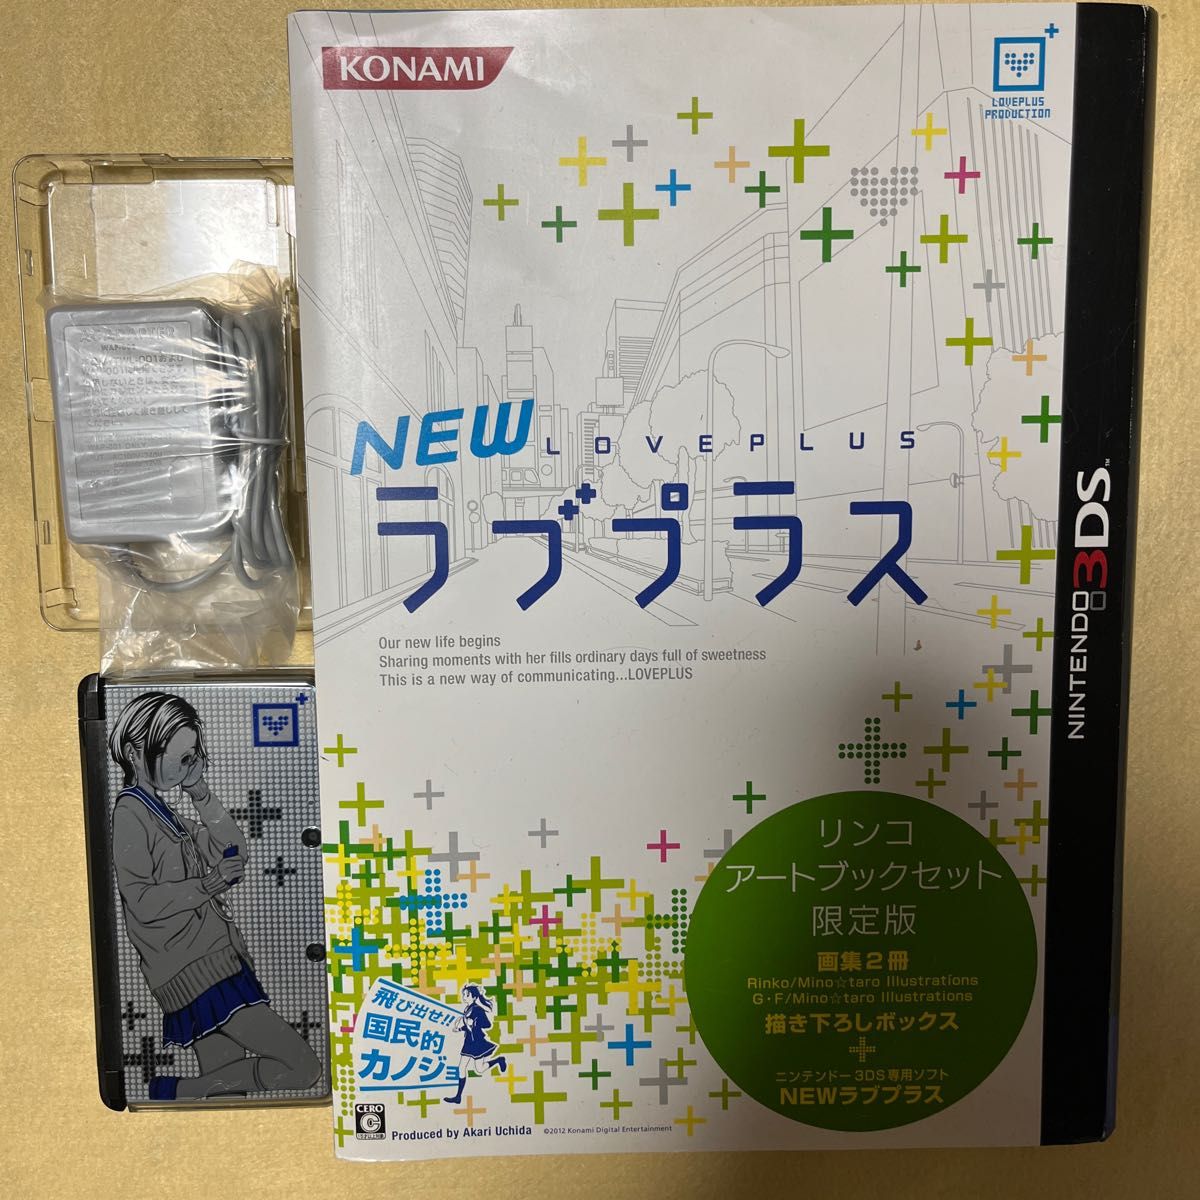 KONAMI
LOVEPLUS
PRODUCTION
NEW LOVEPLUS
ラブプラス
Our new life begins
Sharing moments with her fills ordinary days full of sweetness
This is a new way of communicating...LOVEPLUS
リンコ
アートブックセット
限定版
画集2冊
Rinko/Mino☆taro Illustrations
G・F/Mino☆taro Illustrations
描き下ろしボックス
+
ニンテンドー3DS専用ソフト
NEWラブプラス
飛び出せ!!
国民的
カノジョ
CERO
C
Produced by Akari Uchida
©2012 Konami Digital Entertainment
NINTENDO3DS™